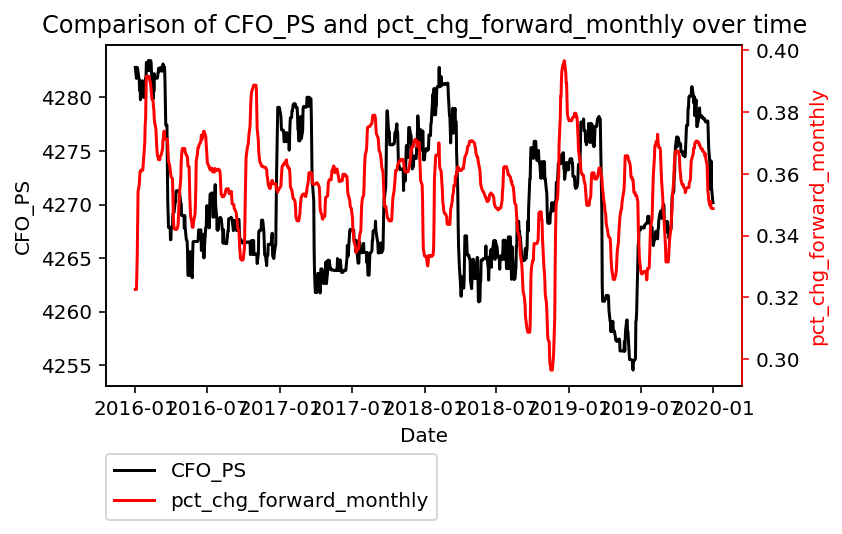 Comparison of CFO_PS and pct_chg_forward_monthly over time
4280
4275
4270
4265
4260
4255
CFO_PS
0.40
0.38
0.36
0.34
0.32
0.30
pct_chg_forward_monthly
2016-01 2016-07 2017-01 2017-07 2018-01 2018-07 2019-01 2019-07 2020-01
Date
CFO_PS
pct_chg_forward_monthly